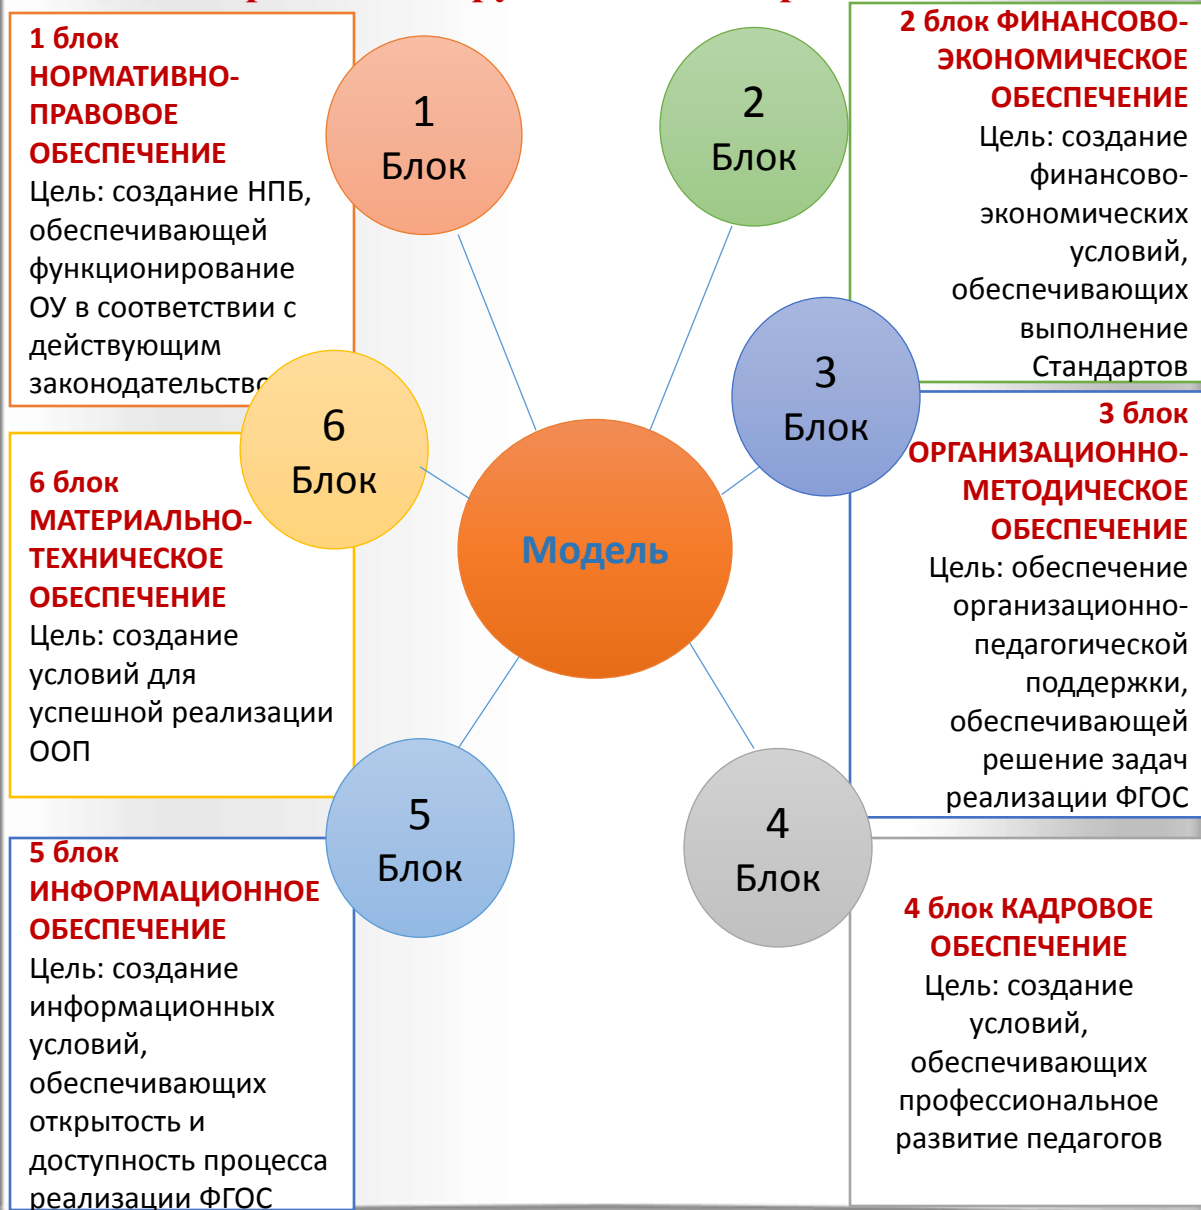 1 блок
НОРМАТИВНО-
ПРАВОВОЕ
ОБЕСПЕЧЕНИЕ
Цель: создание НПБ,
обеспечивающей
функционирование
ОУ в соответствии с
действующим
законодательство
1
Блок
2
Блок
2 блок ФИНАНСОВО-
ЭКОНОМИЧЕСКОЕ
ОБЕСПЕЧЕНИЕ
Цель: создание
финансово-
экономических
условий,
обеспечивающих
выполнение
Стандартов
6
Блок
3
Блок
Модель
6 блок
МАТЕРИАЛЬНО-
ТЕХНИЧЕСКОЕ
ОБЕСПЕЧЕНИЕ
Цель: создание
условий для
успешной реализации
ООП
3 блок
ОРГАНИЗАЦИОННО-
МЕТОДИЧЕСКОЕ
ОБЕСПЕЧЕНИЕ
Цель: обеспечение
организационно-
педагогической
поддержки,
обеспечивающей
решение задач
реализации ФГОС
5
Блок
4
Блок
5 блок
ИНФОРМАЦИОННОЕ
ОБЕСПЕЧЕНИЕ
Цель: создание
информационных
условий,
обеспечивающих
открытость и
доступность процесса
реализации ФГОС
4 блок КАДРОВОЕ
ОБЕСПЕЧЕНИЕ
Цель: создание
условий,
обеспечивающих
профессиональное
развитие педагогов